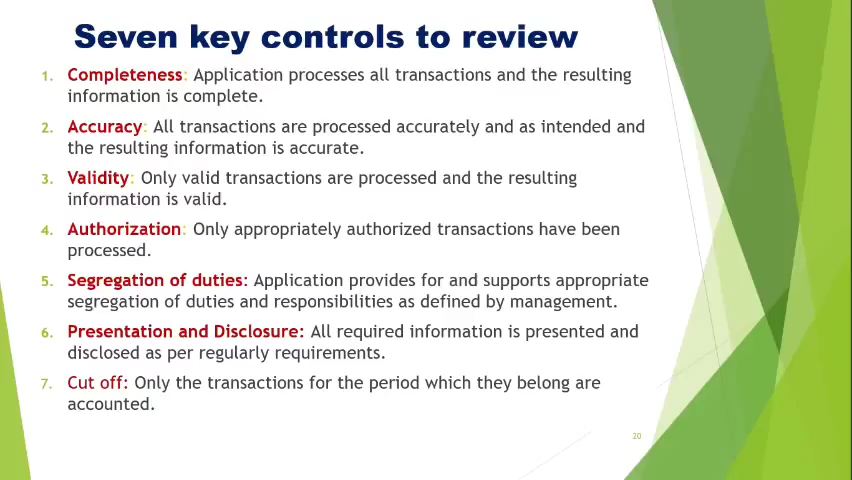 Seven key controls to review
1. Completeness: Application processes all transactions and the resulting
information is complete.
2. Accuracy: All transactions are processed accurately and as intended and
the resulting information is accurate.
3. Validity: Only valid transactions are processed and the resulting
information is valid.
4. Authorization: Only appropriately authorized transactions have been
processed.
5. Segregation of duties: Application provides for and supports appropriate
segregation of duties and responsibilities as defined by management.
6. Presentation and Disclosure: All required information is presented and
disclosed as per regularly requirements.
7. Cut off: Only the transactions for the period which they belong are
accounted.
20